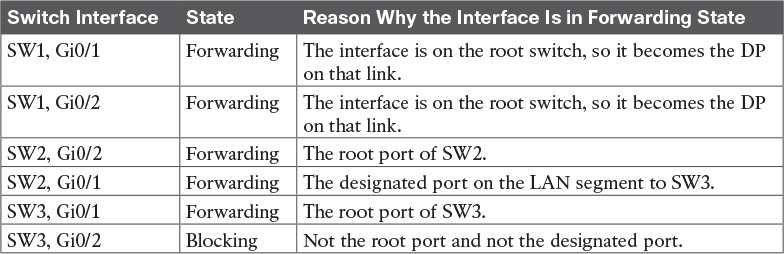 Switch Interface State Reason Why the Interface Is in Forwarding State
SW1, Gi0/1 Forwarding The interface is on the root switch, so it becomes the DP
on that link.
SW1, Gi0/2 Forwarding The interface is on the root switch, so it becomes the DP
on that link.
SW2, Gi0/2 Forwarding The root port of SW2.
SW2, Gi0/1 Forwarding The designated port on the LAN segment to SW3.
SW3, Gi0/1 Forwarding The root port of SW3.
SW3, Gi0/2 Blocking Not the root port and not the designated port.